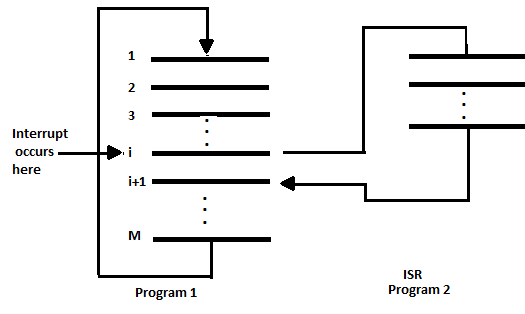 1
2
3
Interrupt
occurs
here
i
i+1
M
Program 1
ISR
Program 2